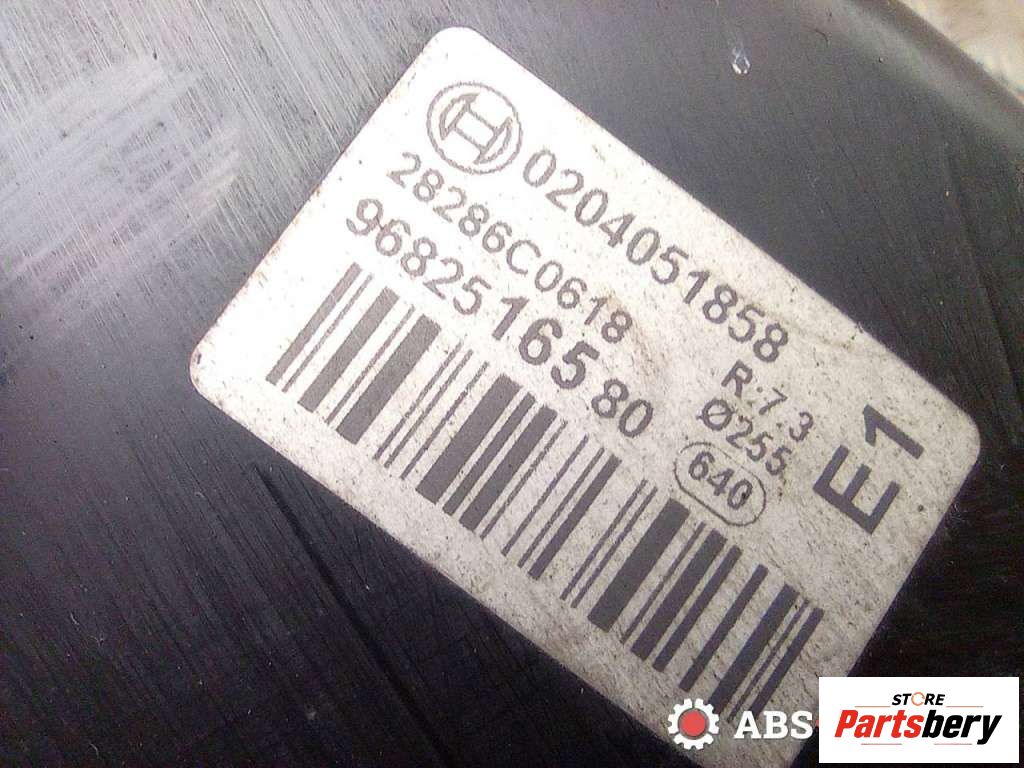 0204051858
28286C0618
9682516580
R:7.3
Ø255
640
E1
ABS
STORE
Partsbery